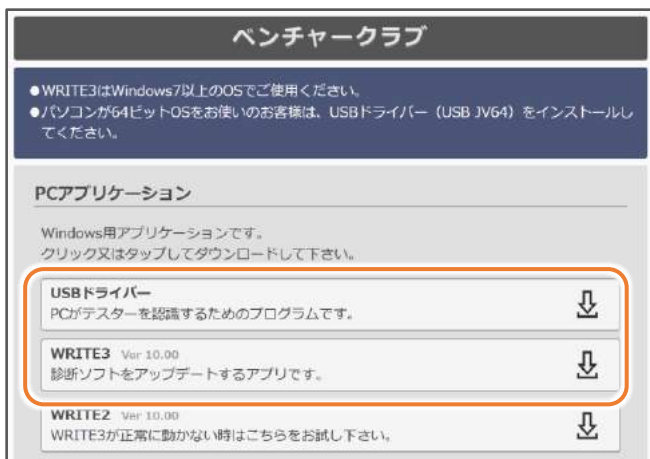 ベンチャークラブ
●WRITE3はWindows7以上のOSでご使用ください。
●パソコンが64ビットOSをお使いのお客様は、USBドライバー（USB JV64）をインストールし
てください。
PCアプリケーション
Windows用アプリケーションです。
クリック又はタップしてダウンロードして下さい。
USBドライバー
PCがテスターを認識するためのプログラムです。
WRITE3 Ver 10.00
診断ソフトをアップデートするアプリです。
WRITE2 Ver 10.00
WRITE3が正常に動かない時はこちらをお試し下さい。